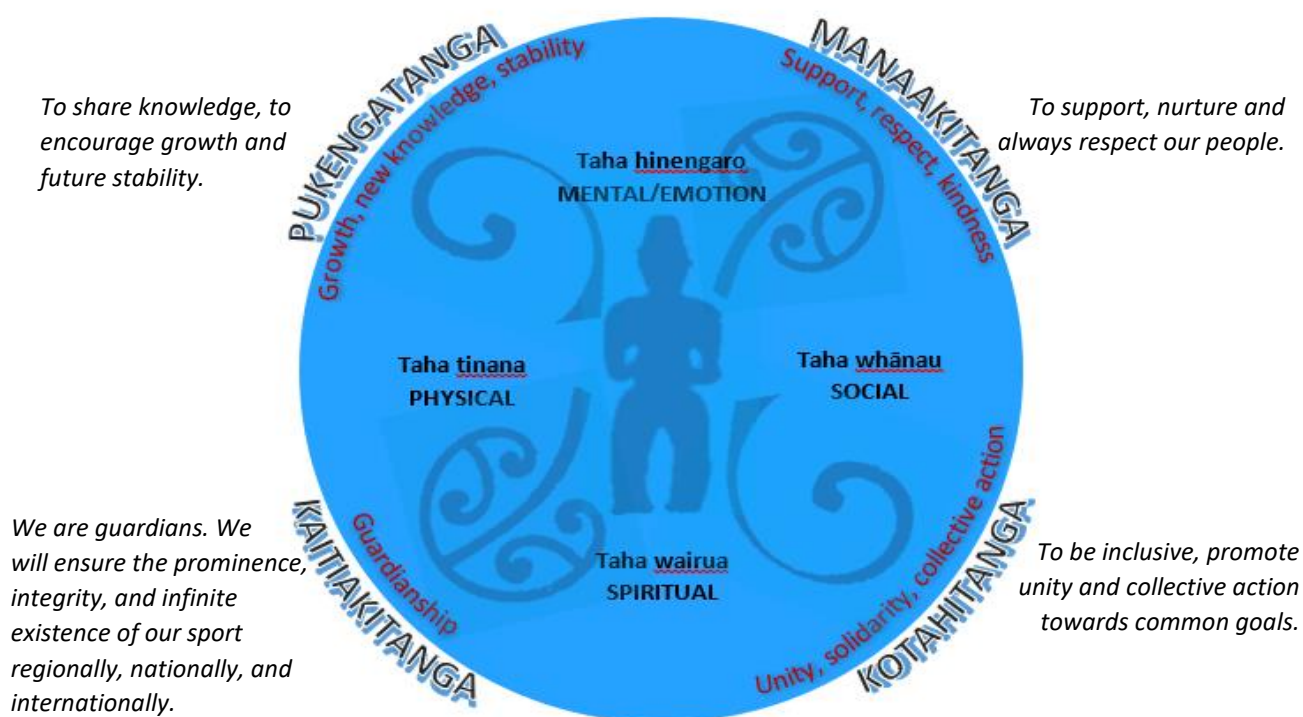 PUKENGATANGA
Growth, new knowledge, stability
To share knowledge, to
encourage growth and
future stability.
MANAAKITANGA
Support, respect, kindness
To support, nurture and
always respect our people.
Taha hinengaro
MENTAL/EMOTION
Taha tinana
PHYSICAL
Taha whānau
SOCIAL
Taha wairua
SPIRITUAL
KAITIAKITANGA
Guardianship
We are guardians. We
will ensure the prominence,
integrity, and infinite
existence of our sport
regionally, nationally, and
internationally.
KOTAHITANGA
Unity, solidarity, collective action
To be inclusive, promote
unity and collective action
towards common goals.